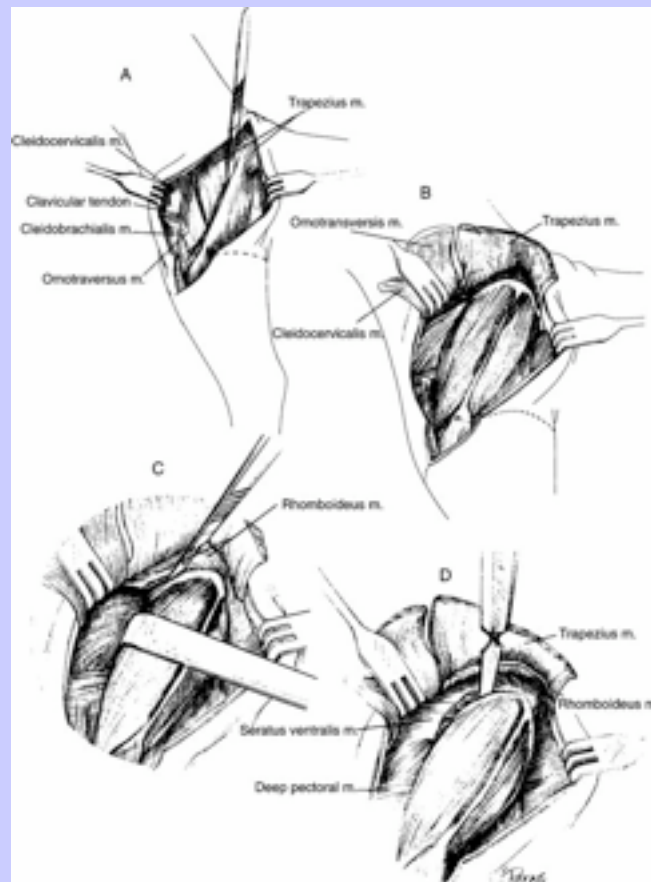 A
Trapezius m.
Cleidocervicalis m.
Clavicular tendon
Cleidobrachialis m.
Omotraversus m.
B
Omotransversis m.
Trapezius m.
Cleidocervicalis m.
C
Rhomboideus m.
D
Trapezius m.
Rhomboideus m
Seratus ventralis m.
Deep pectoral m.